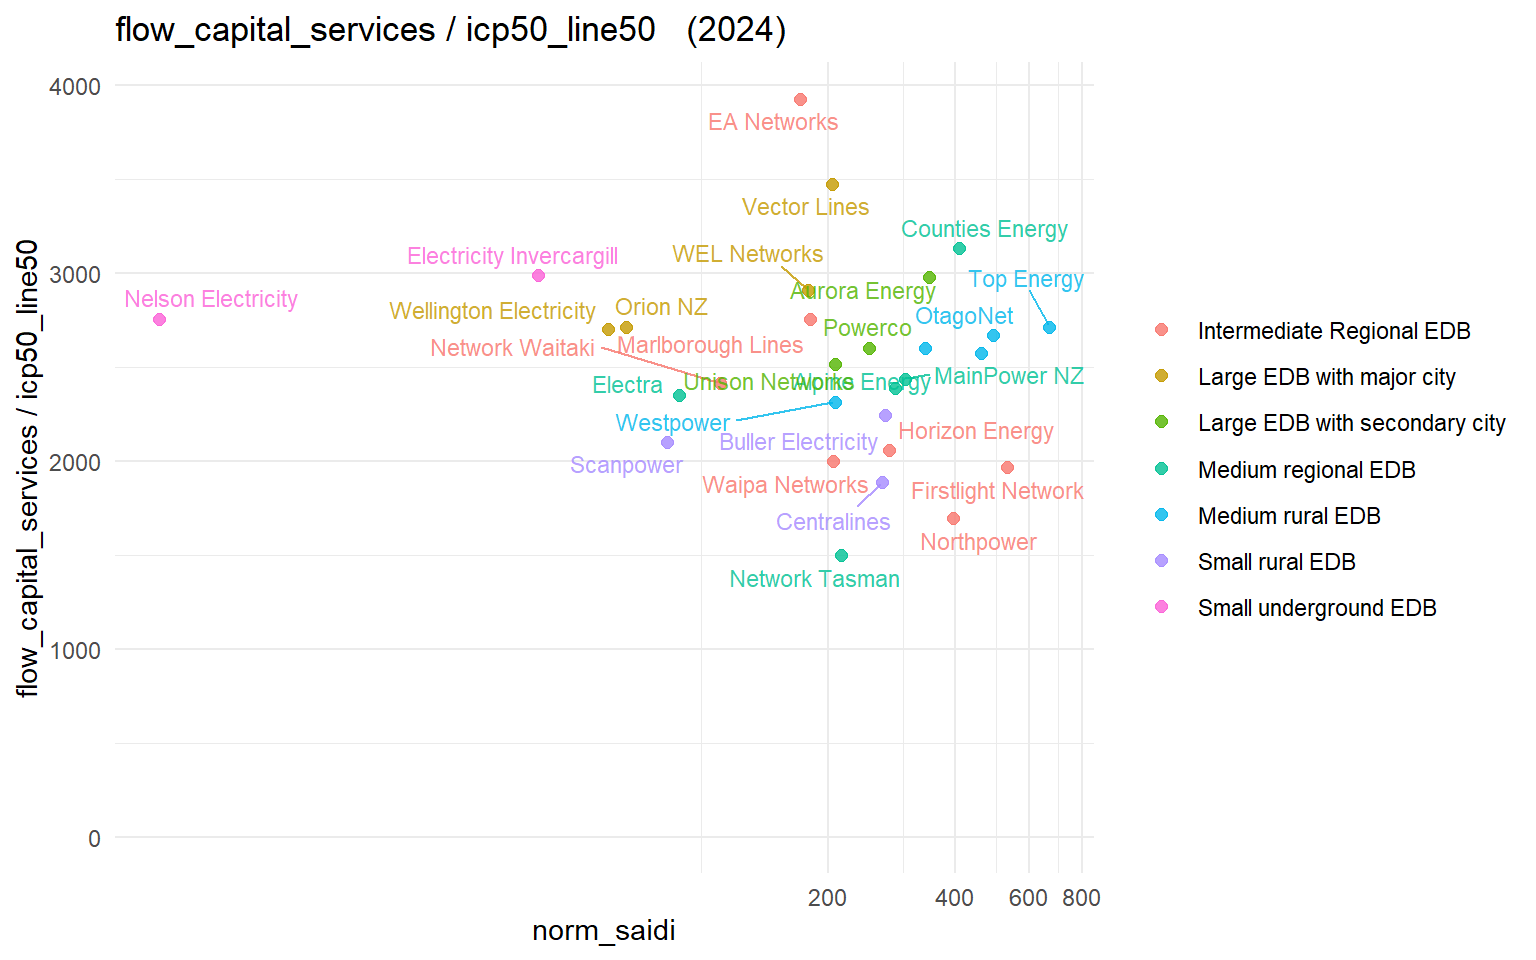 flow_capital_services / icp50_line50   (2024)
flow_capital_services / icp50_line50
4000
3000
2000
1000
0
EA Networks
Vector Lines
Counties Energy
WEL Networks
Electricity Invercargill
Top Energy
Nelson Electricity
Aurora Energy
Orion NZ
Wellington Electricity
OtagoNet
Powerco
Network Waitaki
Marlborough Lines
MainPower NZ
Unison Networks
Alpine Energy
Electra
Westpower
Horizon Energy
Buller Electricity
Scanpower
Waipa Networks
Firstlight Network
Centralines
Northpower
Network Tasman
200
400
600
800
norm_saidi
Intermediate Regional EDB
Large EDB with major city
Large EDB with secondary city
Medium regional EDB
Medium rural EDB
Small rural EDB
Small underground EDB